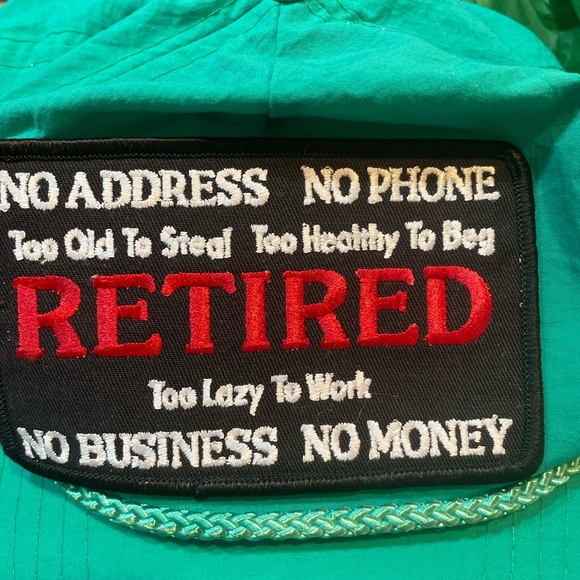 NO ADDRESS NO PHONE
Too Old To Steal Too Healthy To Beg
RETIRED
Too Lazy To Work
NO BUSINESS NO MONEY